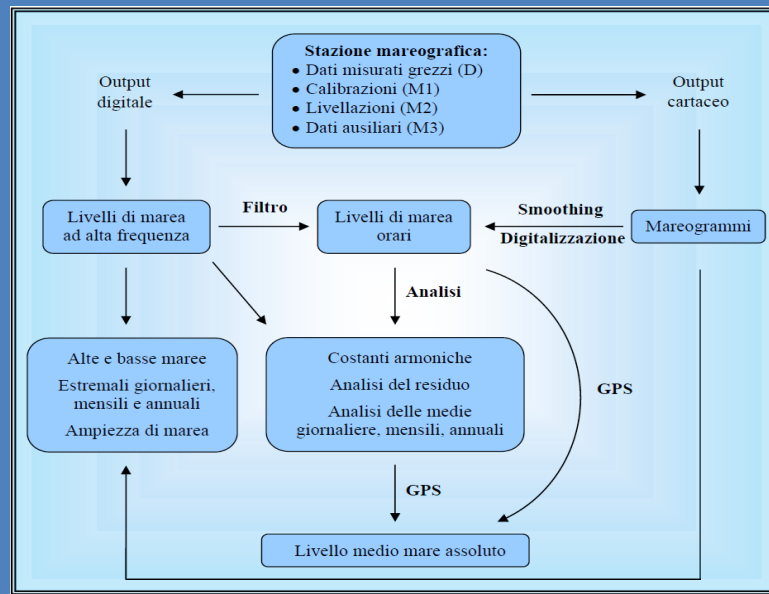 Stazione mareografica:
• Dati misurati grezzi (D)
• Calibrazioni (M1)
• Livellazioni (M2)
• Dati ausiliari (M3)
Output
digitale
Output
cartaceo
Livelli di marea
ad alta frequenza
Filtro
Livelli di marea
orari
Smoothing
Digitalizzazione
Mareogrammi
Analisi
Alte e basse maree
Estremali giornalieri,
mensili e annuali
Ampiezza di marea
Costanti armoniche
Analisi del residuo
Analisi delle medie
giornaliere, mensili, annuali
GPS
GPS
Livello medio mare assoluto